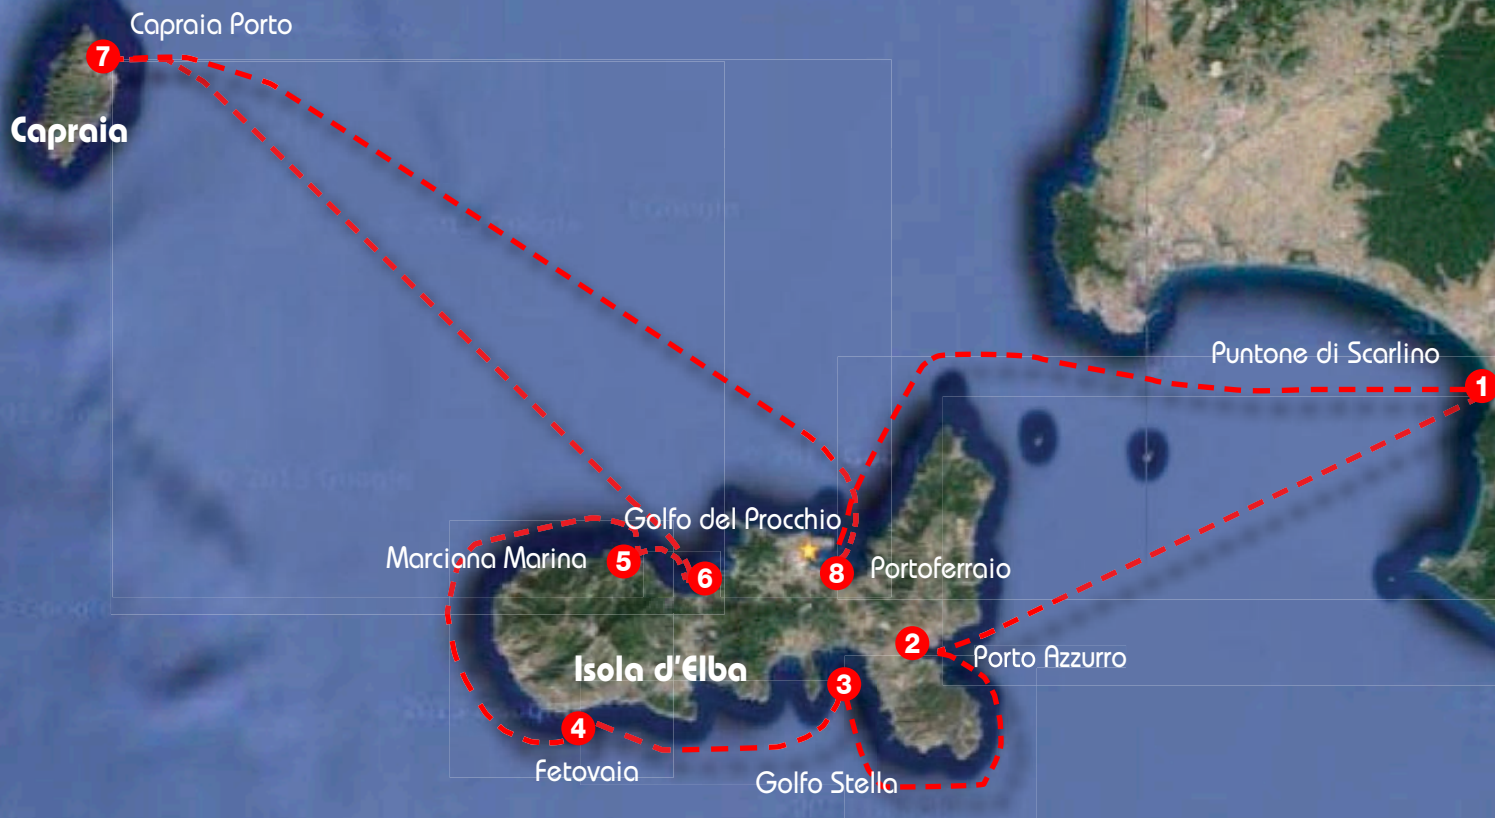 Capraia Porto
7
Capraia
Puntone di Scarlino
1
Golfo del Procchio
Marciana Marina
5
6
8
Portoferraio
2
Porto Azzurro
Isola d'Elba
3
4
Fetovaia
Golfo Stella